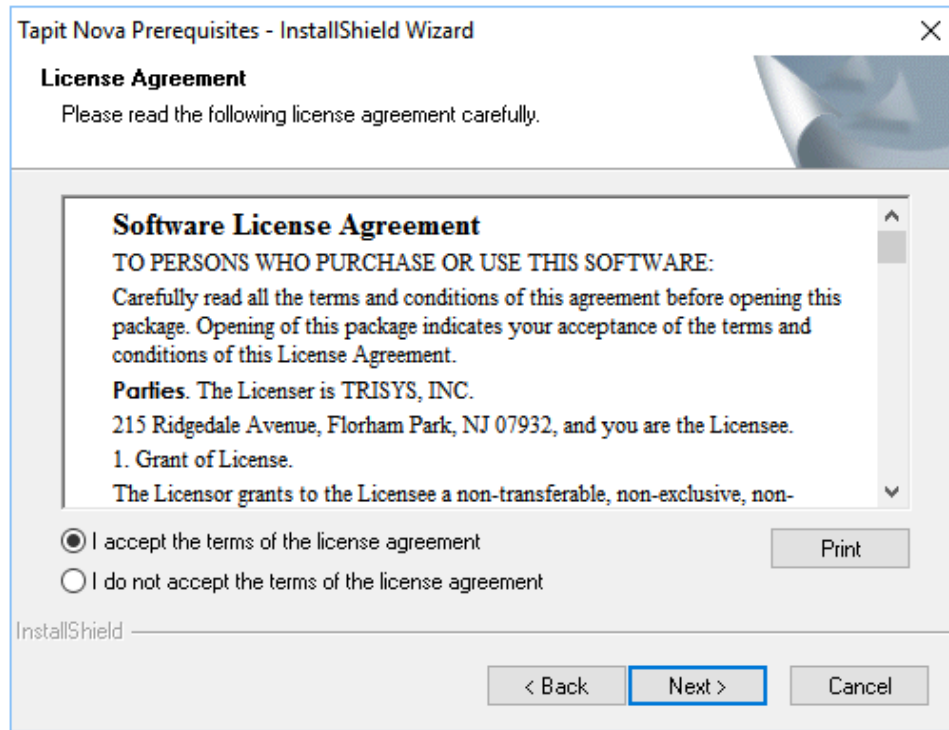 Tapit Nova Prerequisites - InstallShield Wizard
License Agreement
Please read the following license agreement carefully.
Software License Agreement
TO PERSONS WHO PURCHASE OR USE THIS SOFTWARE:
Carefully read all the terms and conditions of this agreement before opening this
package. Opening of this package indicates your acceptance of the terms and
conditions of this License Agreement.
Parties. The Licenser is TRISYS, INC.
215 Ridgedale Avenue, Florham Park, NJ 07932, and you are the Licensee.
1. Grant of License.
The Licensor grants to the Licensee a non-transferable, non-exclusive, non-
I accept the terms of the license agreement
Print
I do not accept the terms of the license agreement
InstallShield
< Back
Next >
Cancel